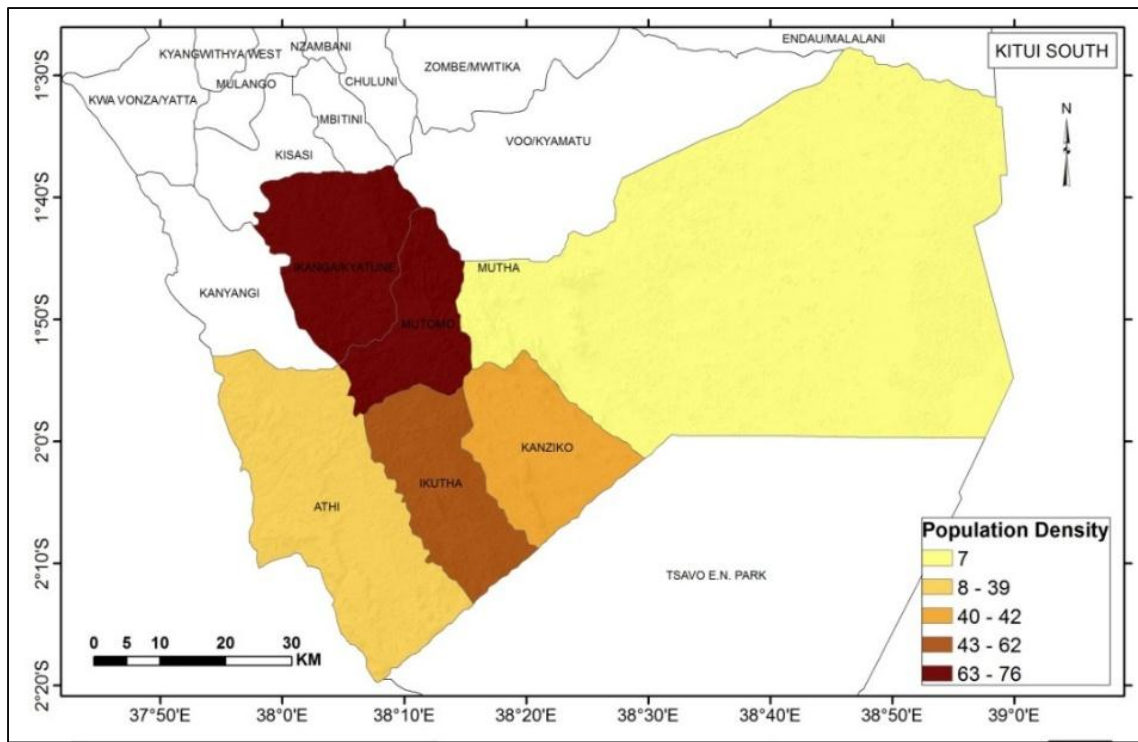 ENDAU/MALALANI
KITUI SOUTH
NZAMBANI
KYANGWITHYA/WEST
ZOMBE/MWITIKA
MULANGO
CHULUNI
KWA VONZA/YATTA
MBITINI
VOO/KYAMATU
KISASI
N
IKANGA/KYATUNE
MUTHA
KANYANGI
MUTOMO
KANZIKO
IKUTHA
ATHI
TSAVO E.N. PARK
Population Density
7
8 - 39
40 - 42
43 - 62
63 - 76
0 5 10 20 30
KM
1°30'S
1°40'S
1°50'S
2°0'S
2°10'S
2°20'S
37°50'E 38°0'E 38°10'E 38°20'E 38°30'E 38°40'E 38°50'E 39°0'E